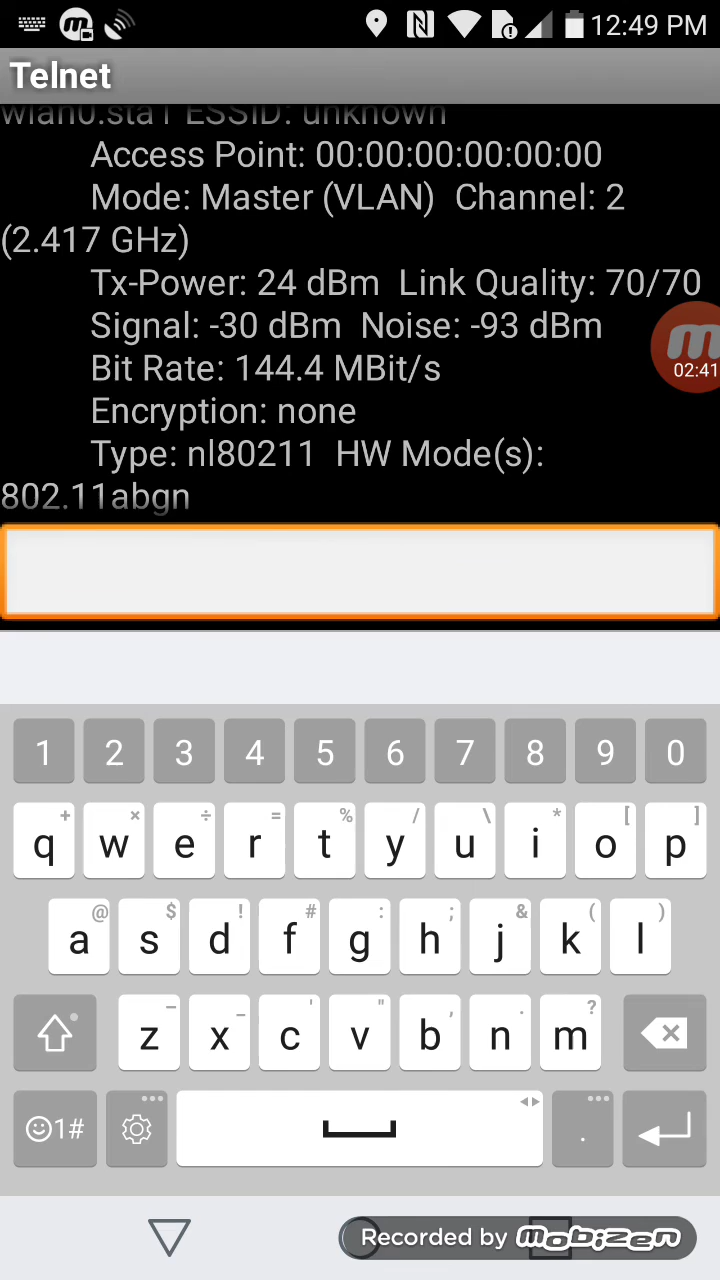 12:49 PM
Telnet
wlan0.sta1 ESSID: unknown
Access Point: 00:00:00:00:00:00
Mode: Master (VLAN) Channel: 2
(2.417 GHz)
Tx-Power: 24 dBm Link Quality: 70/70
Signal: -30 dBm Noise: -93 dBm
Bit Rate: 144.4 MBit/s
02:41
Encryption: none
Type: nl80211 HW Mode(s):
802.11abgn
1 2 3 4 5 6 7 8 9 0
+ × ÷ = % / \ * [ ]
q w e r t y u i o p
@ $ ! # : ; & ( )
a s d f g h j k l
– _ ' " , . ?
z x c v b n m
1# .
Recorded by mobizen